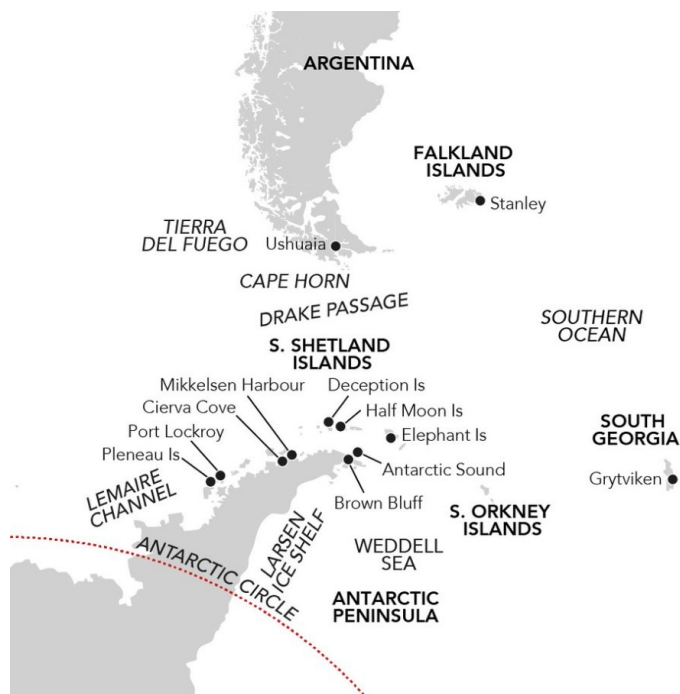 ARGENTINA
FALKLAND
ISLANDS
Stanley
TIERRA
DEL FUEGO
Ushuaia
CAPE HORN
DRAKE PASSAGE
SOUTHERN
OCEAN
S. SHETLAND
ISLANDS
Mikkelsen Harbour
Deception Is
Cierva Cove
Half Moon Is
Port Lockroy
Elephant Is
SOUTH
GEORGIA
Pleneau Is
Antarctic Sound
Grytviken
LEMAIRE
CHANNEL
Brown Bluff
S. ORKNEY
ISLANDS
LARSEN
ICE SHELF
WEDDELL
SEA
ANTARCTIC CIRCLE
ANTARCTIC
PENINSULA